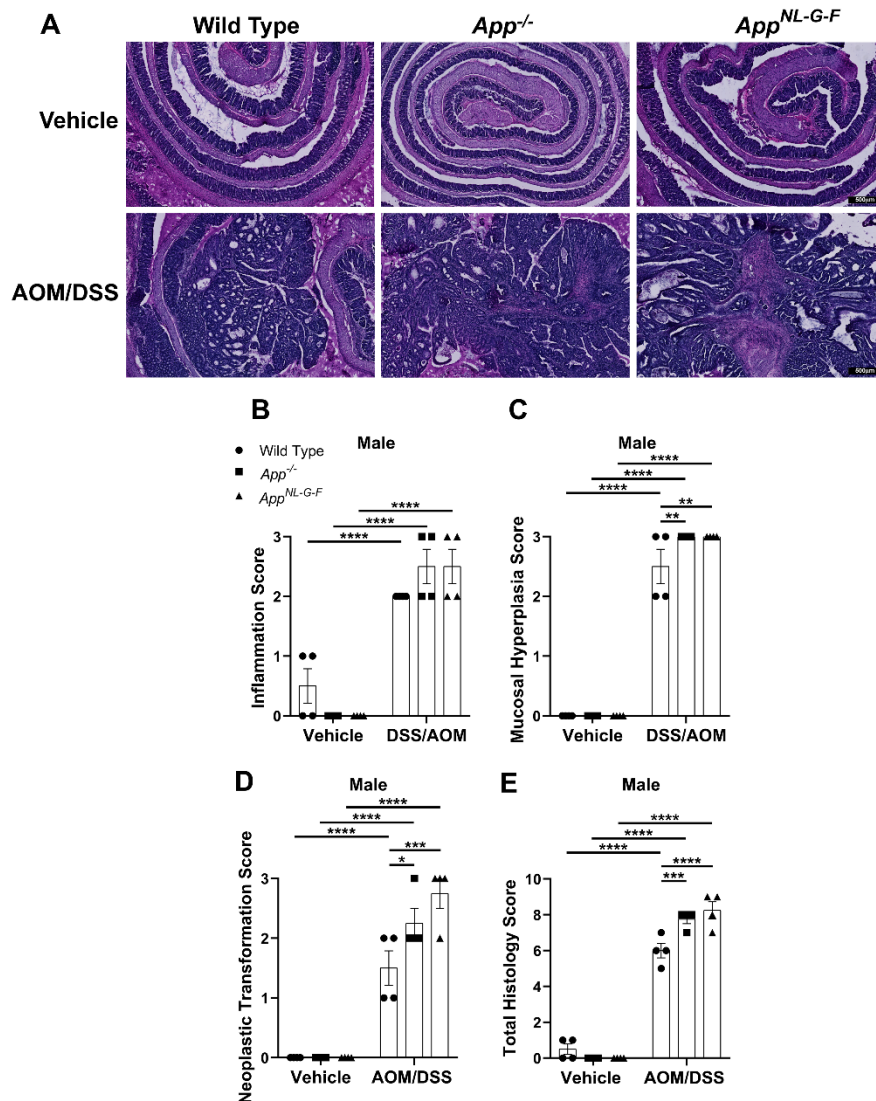 A
Wild Type
App-/-
AppNL-G-F
Vehicle
500µm
AOM/DSS
500µm
B
Male
Wild Type
App-/-
AppNL-G-F
****
****
****
Inflammation Score
3
2
1
0
Vehicle
DSS/AOM
C
Male
****
****
****
**
**
Mucosal Hyperplasia Score
3
2
1
0
Vehicle
DSS/AOM
D
Male
****
****
****
***
*
Neoplastic Transformation Score
3
2
1
0
Vehicle
AOM/DSS
E
Male
****
****
****
****
***
Total Histology Score
10
8
6
4
2
0
Vehicle
AOM/DSS